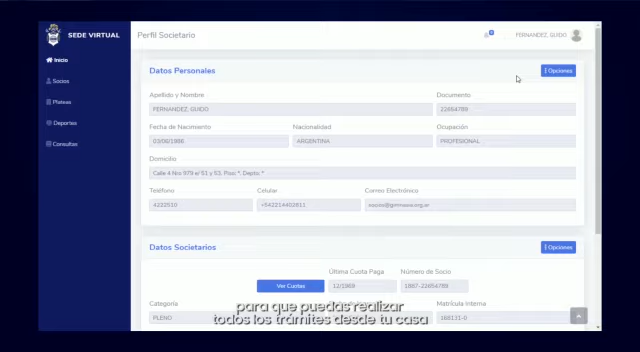 SEDE VIRTUAL
Perfil Societario
FERNANDEZ, GUIDO
Inicio
Socios
Plateas
Deportes
Consultas
Datos Personales
Opciones
Apellido y Nombre
Documento
FERNANDEZ, GUIDO
22664789
Fecha de Nacimiento
Nacionalidad
Ocupación
03/06/1986
ARGENTINA
PROFESIONAL
Domicilio
Calle 4 Nro 979 e/ 51 y 53, Piso *, Depto. *
Teléfono
Celular
Correo Electrónico
4222510
+542214402811
Datos Societarios
Opciones
Última Cuota Paga
Número de Socio
Ver Cuotas
12/1969
1887-22654789
Categoría
Matrícula Interna
PLENO
168131-0
para que puedas realizar
todos los trámites desde tu casa